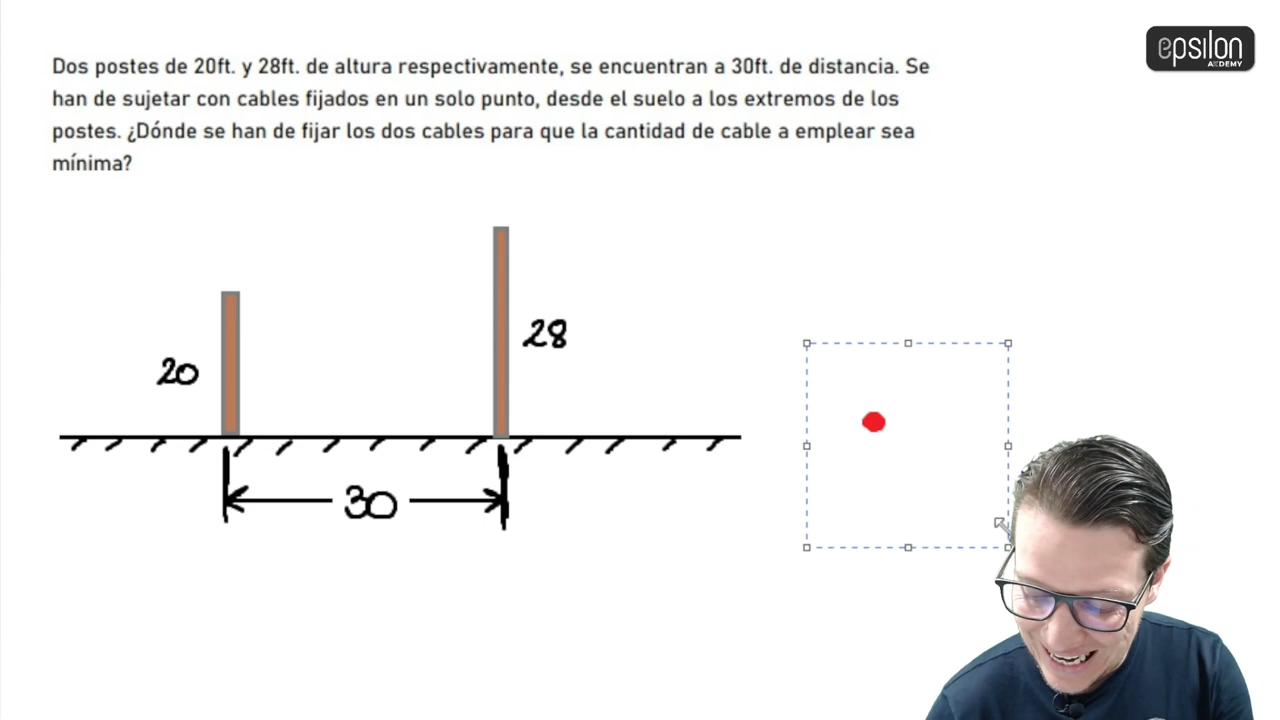 epsilon
AKDEMY
Dos postes de 20ft. y 28ft. de altura respectivamente, se encuentran a 30ft. de distancia. Se
han de sujetar con cables fijados en un solo punto, desde el suelo a los extremos de los
postes. ¿Dónde se han de fijar los dos cables para que la cantidad de cable a emplear sea
mínima?
28
20
30